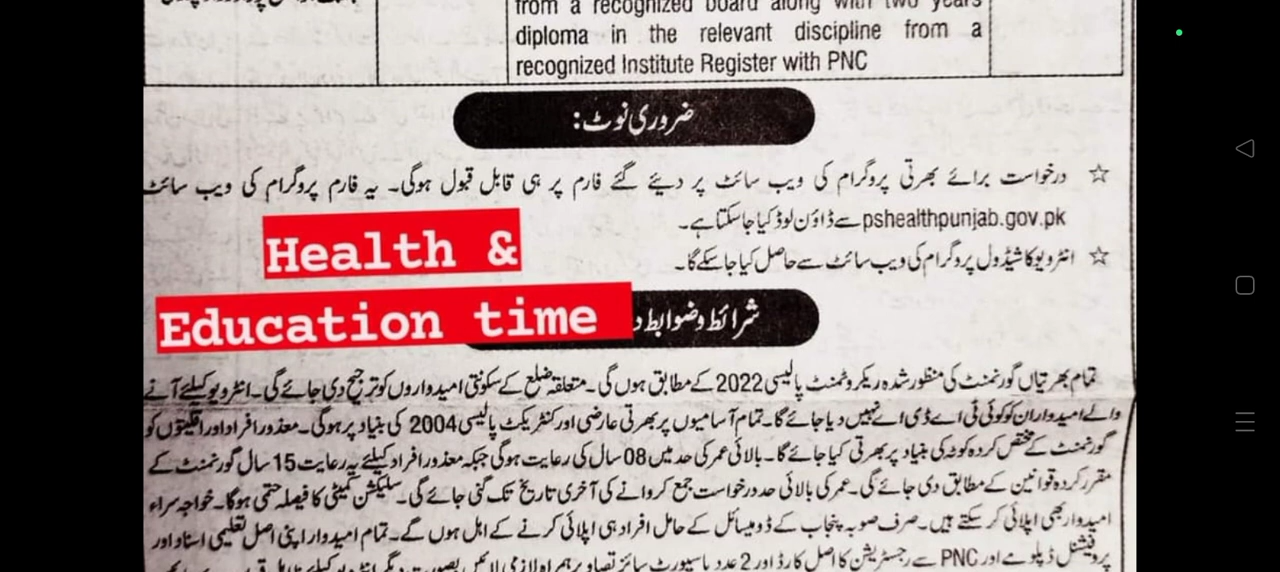 from a recognized board along with two years
diploma in the relevant discipline from a
recognized Institute Register with PNC
ضروری نوٹ:
☆ درخواست برائے بھرتی پروگرام کی ویب سائٹ پر دیئے گئے فارم پر ہی قابل قبول ہوگی۔ یہ فارم پروگرام کی ویب سائٹ
pshealthpunjab.gov.pk سے ڈاؤن لوڈ کیا جاسکتا ہے۔
☆ انٹرویو کا شیڈول پروگرام کی ویب سائٹ سے حاصل کیا جاسکے گا۔
Health &
Education time
شرائط وضوابط و
تمام بھرتیاں گورنمنٹ کی منظور شدہ ریکروٹمنٹ پالیسی 2022 کے مطابق ہوں گی۔ متعلقہ ضلع کے سکونتی امیدواروں کو ترجیح دی جائے گی۔ انٹرویو کیلئے آنے
والے امیدواران کو کوئی ٹی اے ڈی اے نہیں دیا جائے گا۔ تمام آسامیوں پر بھرتی عارضی اور کنٹریکٹ پالیسی 2004 کی بنیاد پر ہوگی۔ معذور افراد اور اقلیتوں کو
گورنمنٹ کے مختص کردہ کوٹہ کی بنیاد پر بھرتی کیا جائے گا۔ بالائی عمر کی حد میں 08 سال کی رعایت ہوگی جبکہ معذور افراد کیلئے یہ رعایت 15 سال گورنمنٹ کے
مقرر کردہ قوانین کے مطابق دی جائے گی۔ عمر کی بالائی حد درخواست جمع کروانے کی آخری تاریخ تک گنی جائے گی۔ سلیکشن کمیٹی کا فیصلہ حتمی ہوگا۔ خواجہ سراء
امیدوار بھی اپلائی کر سکتے ہیں۔ صرف صوبہ پنجاب کے ڈومیسائل کے حامل افراد ہی اپلائی کرنے کے اہل ہوں گے۔ تمام امیدوار اپنی اصل تعلیمی اسناد اور
پروفیشنل ڈپلومے اور PNC سے رجسٹریشن کا اصل کارڈ اور 2 عدد پاسپورٹ سائز تصاویر ہمراہ لازمی لائیں بصورت دیگر انٹرویو کیلئے